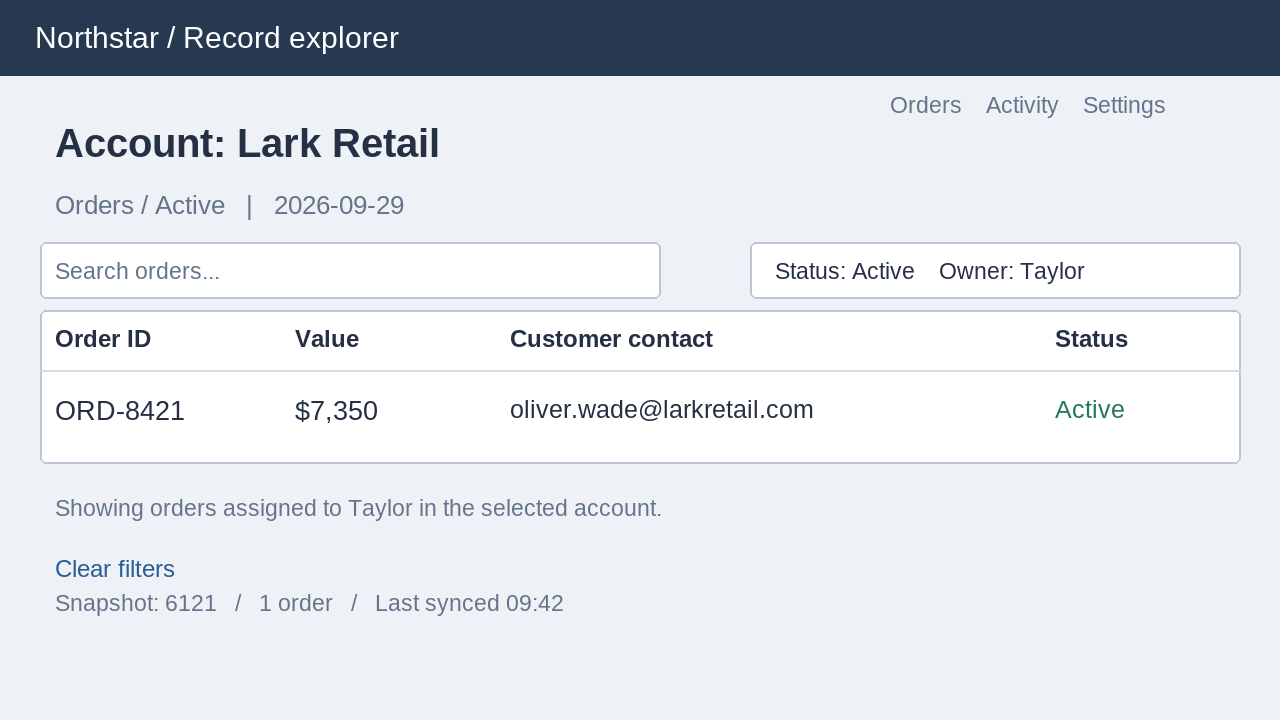 Northstar / Record explorer
Orders Activity Settings
Account: Lark Retail
Orders / Active | 2026-09-29
Search orders...
Status: Active Owner: Taylor
Order ID Value Customer contact Status
ORD-8421 $7,350 oliver.wade@larkretail.com Active
Showing orders assigned to Taylor in the selected account.
Clear filters
Snapshot: 6121 / 1 order / Last synced 09:42